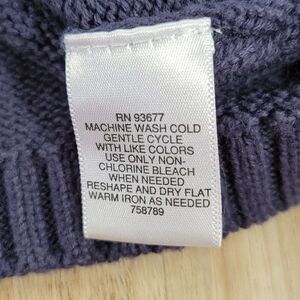 RN 93677
MACHINE WASH COLD
GENTLE CYCLE
WITH LIKE COLORS
USE ONLY NON-
CHLORINE BLEACH
WHEN NEEDED
RESHAPE AND DRY FLAT
WARM IRON AS NEEDED
758789